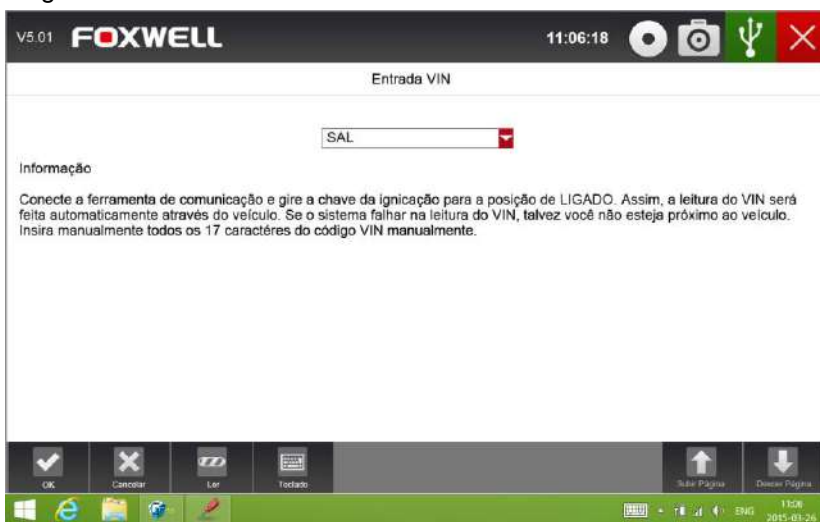 V5.01 FOXWELL 11:06:18
Entrada VIN
SAL
Informação
Conecte a ferramenta de comunicação e gire a chave da ignicação para a posição de LIGADO. Assim, a leitura do VIN será
feita automaticamente através do veículo. Se o sistema falhar na leitura do VIN, talvez você não esteja próximo ao veículo.
Insira manualmente todos os 17 caractéres do código VIN manualmente.
OK Cancelar Ler Teclado Subir Página Descer Página
ENG 11:06
2015-03-26